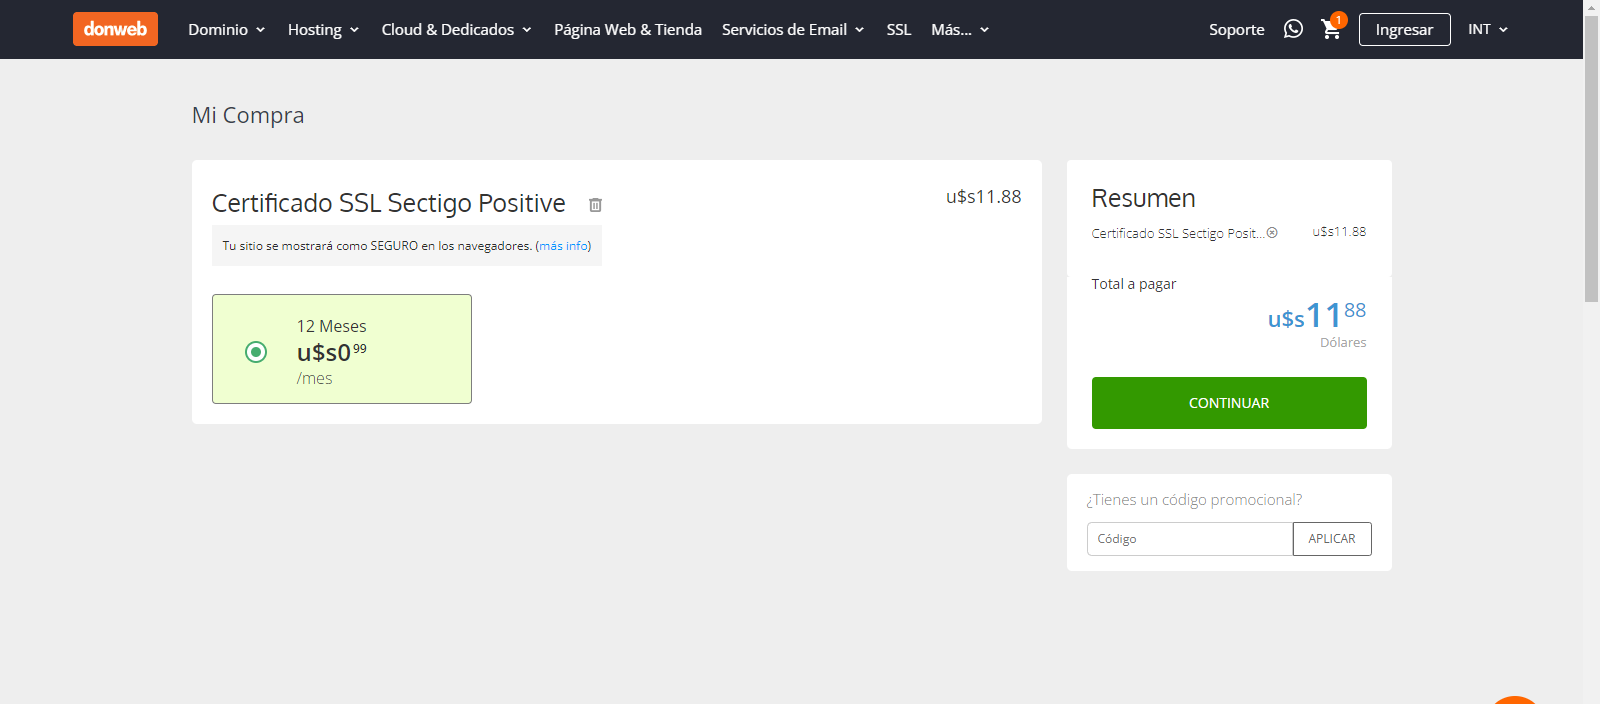 donweb Dominio Hosting Cloud & Dedicados Página Web & Tienda Servicios de Email SSL Más... Soporte 1 Ingresar INT
Mi Compra
Certificado SSL Sectigo Positive u$s11.88
Tu sitio se mostrará como SEGURO en los navegadores. (más info)
12 Meses
u$s0 99
/mes
Resumen
Certificado SSL Sectigo Posit... u$s11.88
Total a pagar
u$s11 88
Dólares
CONTINUAR
¿Tienes un código promocional?
Código APLICAR